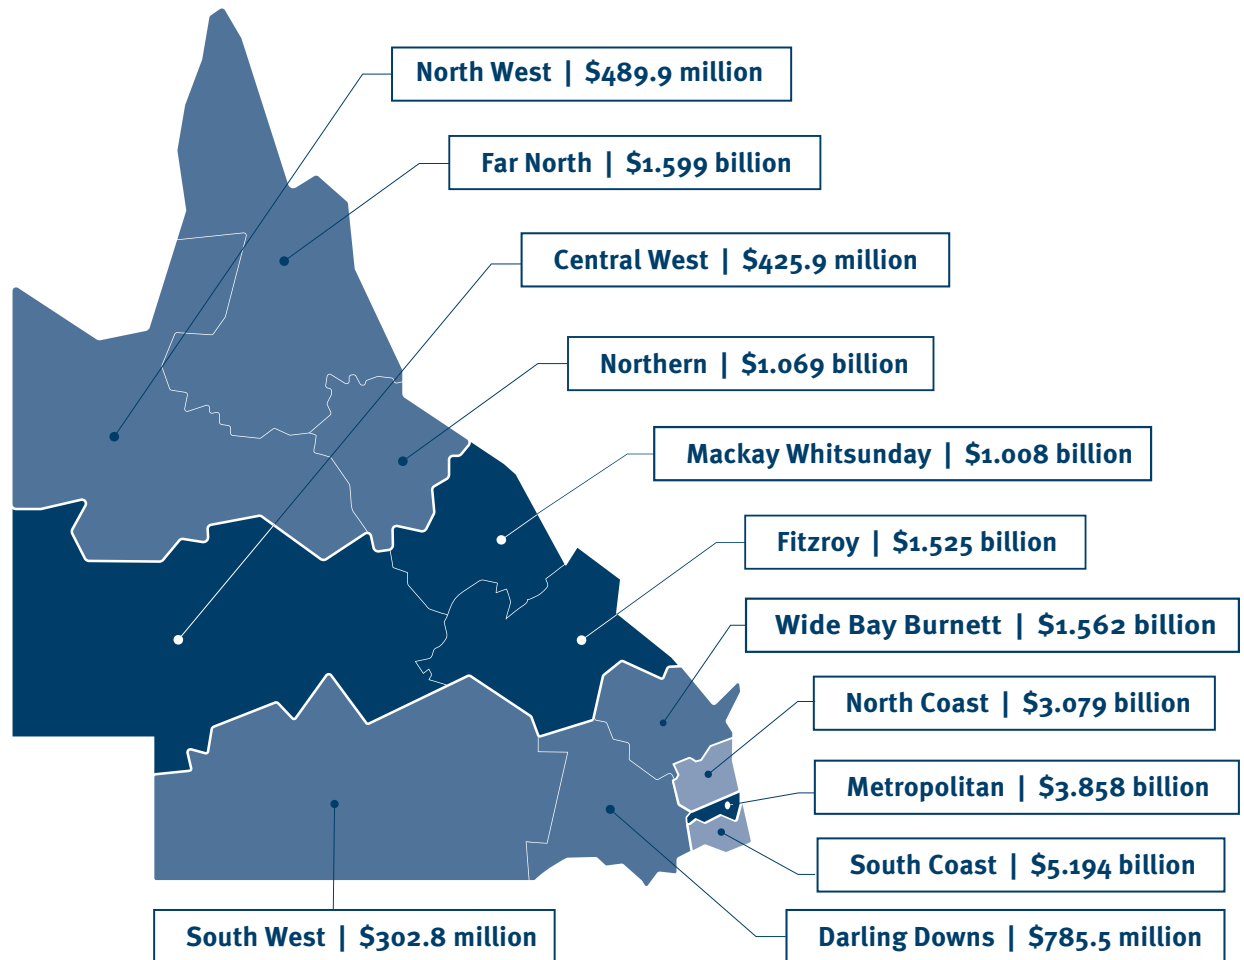 North West | $489.9 million
Far North | $1.599 billion
Central West | $425.9 million
Northern | $1.069 billion
Mackay Whitsunday | $1.008 billion
Fitzroy | $1.525 billion
Wide Bay Burnett | $1.562 billion
North Coast | $3.079 billion
Metropolitan | $3.858 billion
South Coast | $5.194 billion
South West | $302.8 million
Darling Downs | $785.5 million